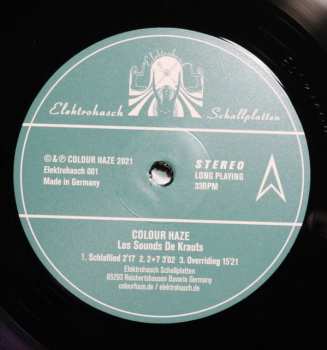 Elektrohasch Schallplatten
©&℗ COLOUR HAZE 2021
Elektrohasch 001
Made in Germany
STEREO
LONG PLAYING
33RPM
A
COLOUR HAZE
Los Sounds De Krauts
1. Schlaflied 2'17 2. 2+7 3'02 3. Overriding 15'21
Elektrohasch Schallplatten
85293 Reichertshausen Bavaria Germany
colourhaze.de / elektrohasch.de